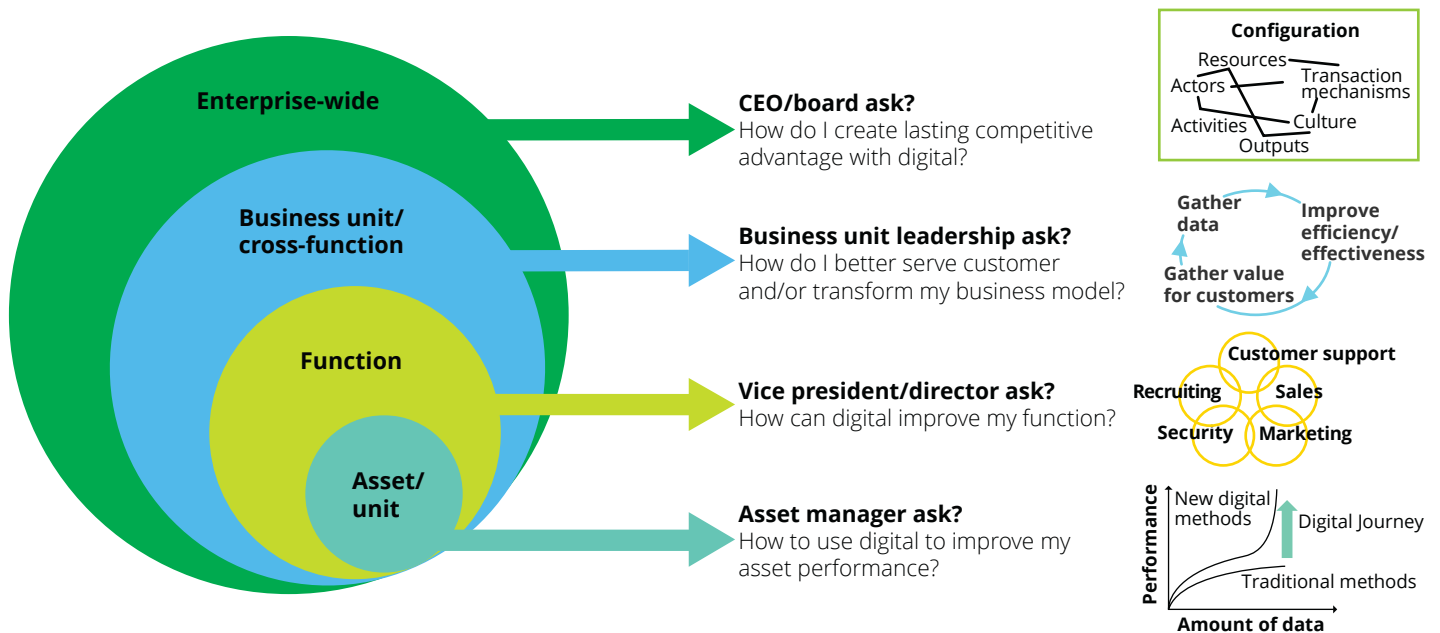 Enterprise-wide
Business unit/
cross-function
Function
Asset/
unit
CEO/board ask?
How do I create lasting competitive
advantage with digital?
Business unit leadership ask?
How do I better serve customer
and/or transform my business model?
Vice president/director ask?
How can digital improve my function?
Asset manager ask?
How to use digital to improve my
asset performance?
Configuration
Resources
Actors
Transaction
mechanisms
Activities
Culture
Outputs
Gather
data
Improve
efficiency/
effectiveness
Gather value
for customers
Customer support
Recruiting
Sales
Security
Marketing
Performance
New digital
methods
Digital Journey
Traditional methods
Amount of data